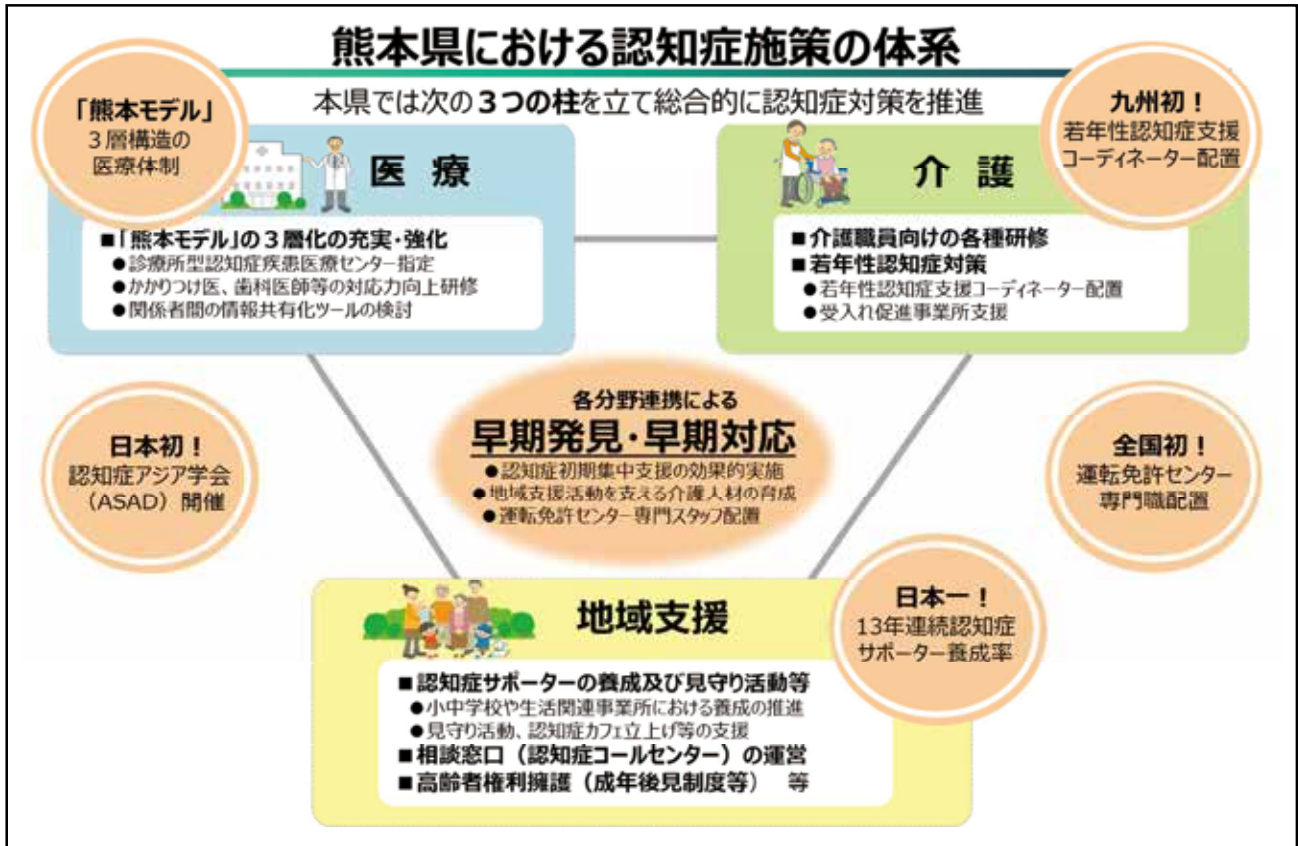 熊本県における認知症施策の体系
本県では次の３つの柱を立て総合的に認知症対策を推進
「熊本モデル」
３層構造の
医療体制
九州初！
若年性認知症支援
コーディネーター配置
医 療
■「熊本モデル」の３層化の充実・強化
●診療所型認知症疾患医療センター指定
●かかりつけ医、歯科医師等の対応力向上研修
●関係者間の情報共有化ツールの検討
介 護
■介護職員向けの各種研修
■若年性認知症対策
●若年性認知症支援コーディネーター配置
●受入れ促進事業所支援
各分野連携による
早期発見・早期対応
●認知症初期集中支援の効果的実施
●地域支援活動を支える介護人材の育成
●運転免許センター専門スタッフ配置
日本初！
認知症アジア学会
（ASAD）開催
全国初！
運転免許センター
専門職配置
日本一！
13年連続認知症
サポーター養成率
地域支援
■認知症サポーターの養成及び見守り活動等
●小中学校や生活関連事業所における養成の推進
●見守り活動、認知症カフェ立上げ等の支援
■相談窓口（認知症コールセンター）の運営
■高齢者権利擁護（成年後見制度等）　等